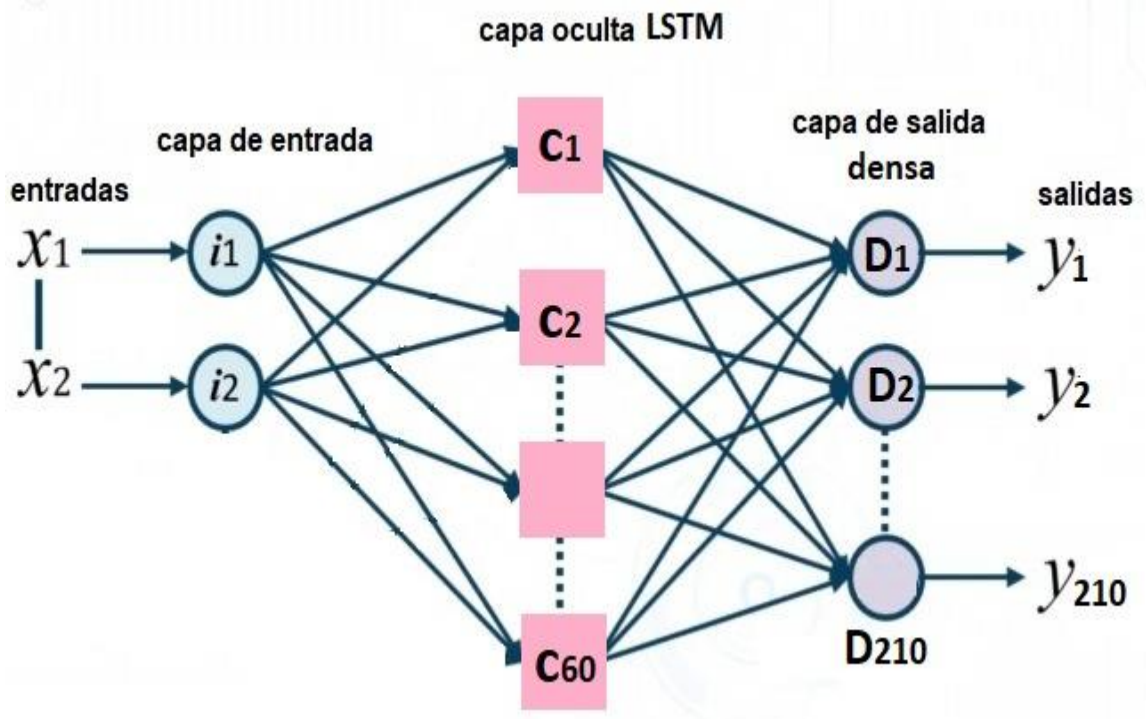 capa oculta LSTM
capa de entrada
capa de salida
densa
entradas
salidas
x1
i1
C1
D1
y1
x2
i2
C2
D2
y2
y210
D210
C60